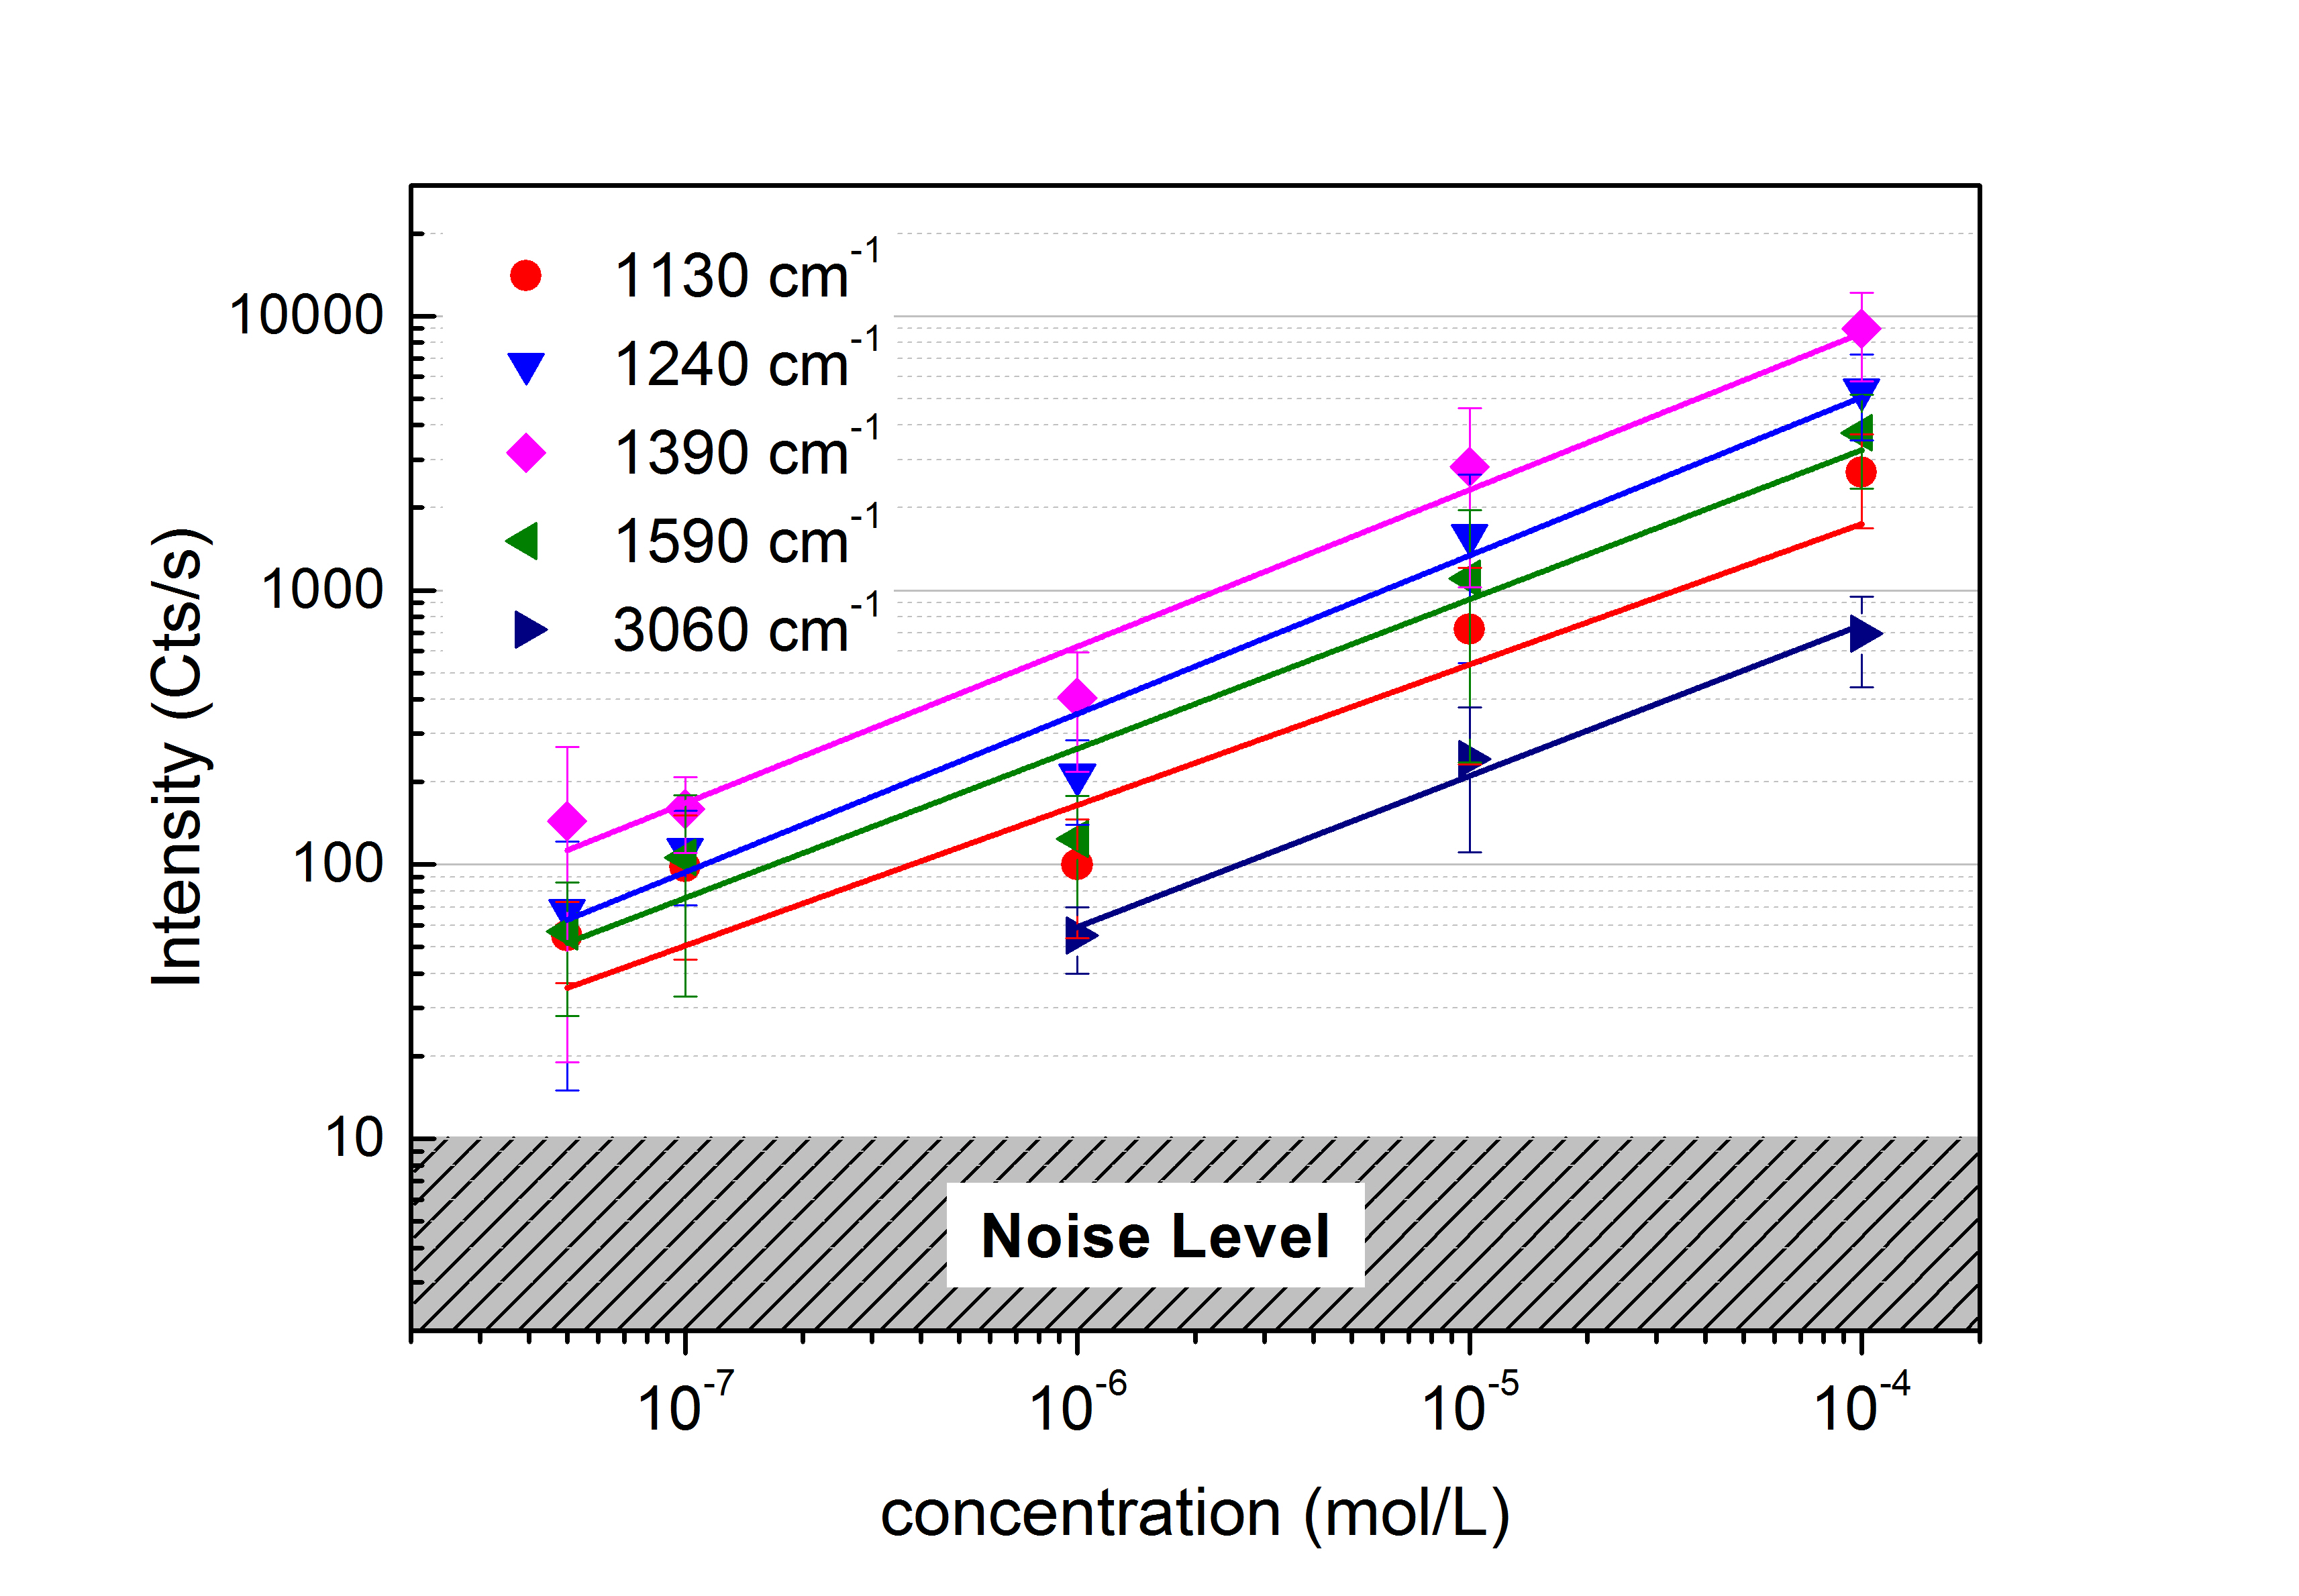 1130 cm⁻¹
1240 cm⁻¹
1390 cm⁻¹
1590 cm⁻¹
3060 cm⁻¹
10000
1000
100
10
Intensity (Cts/s)
Noise Level
10⁻⁷ 10⁻⁶ 10⁻⁵ 10⁻⁴
concentration (mol/L)